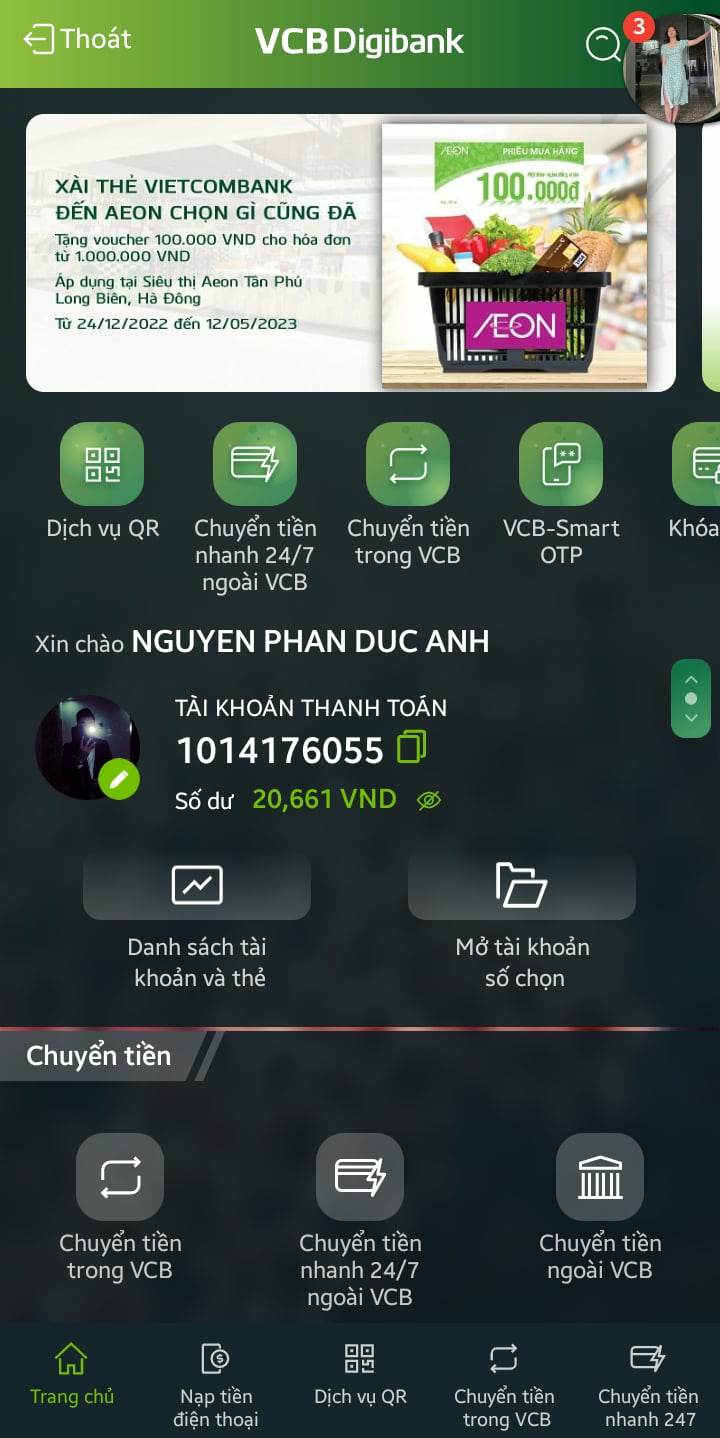 Thoát
VCB Digibank
3
XÀI THẺ VIETCOMBANK
ĐẾN AEON CHỌN GÌ CŨNG ĐÃ
Tặng voucher 100.000 VND cho hóa đơn
từ 1.000.000 VND
Áp dụng tại Siêu thị Aeon Tân Phú
Long Biên, Hà Đông
Từ 24/12/2022 đến 12/05/2023
ÆON
PHIẾU MUA HÀNG
100.000đ
VISA
ÆON
Dịch vụ QR
Chuyển tiền
nhanh 24/7
ngoài VCB
Chuyển tiền
trong VCB
VCB-Smart
OTP
Khóa
Xin chào NGUYEN PHAN DUC ANH
TÀI KHOẢN THANH TOÁN
1014176055
Số dư 20,661 VND
Danh sách tài
khoản và thẻ
Mở tài khoản
số chọn
Chuyển tiền
Chuyển tiền
trong VCB
Chuyển tiền
nhanh 24/7
ngoài VCB
Chuyển tiền
ngoài VCB
Trang chủ
Nạp tiền
điện thoại
Dịch vụ QR
Chuyển tiền
trong VCB
Chuyển tiền
nhanh 247